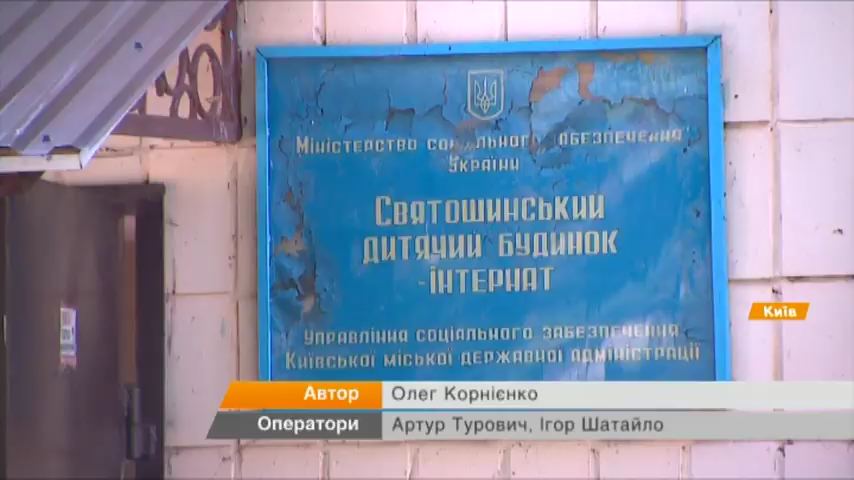 Міністерство соціального забезпечення
України
Святошинський
дитячий будинок
-інтернат
Управління соціального забезпечення
Київської міської державної адміністрації
Київ
Автор Олег Корнієнко
Оператори Артур Турович, Ігор Шатайло